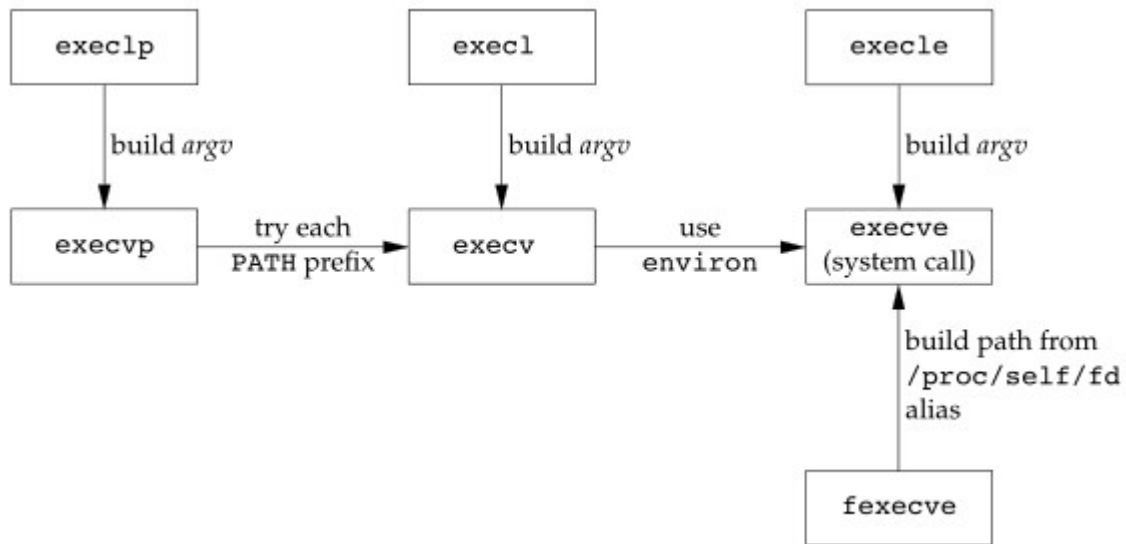 execlp
execl
execle
build argv
build argv
build argv
execvp
try each
PATH prefix
execv
use
environ
execve
(system call)
build path from
/proc/self/fd
alias
fexecve